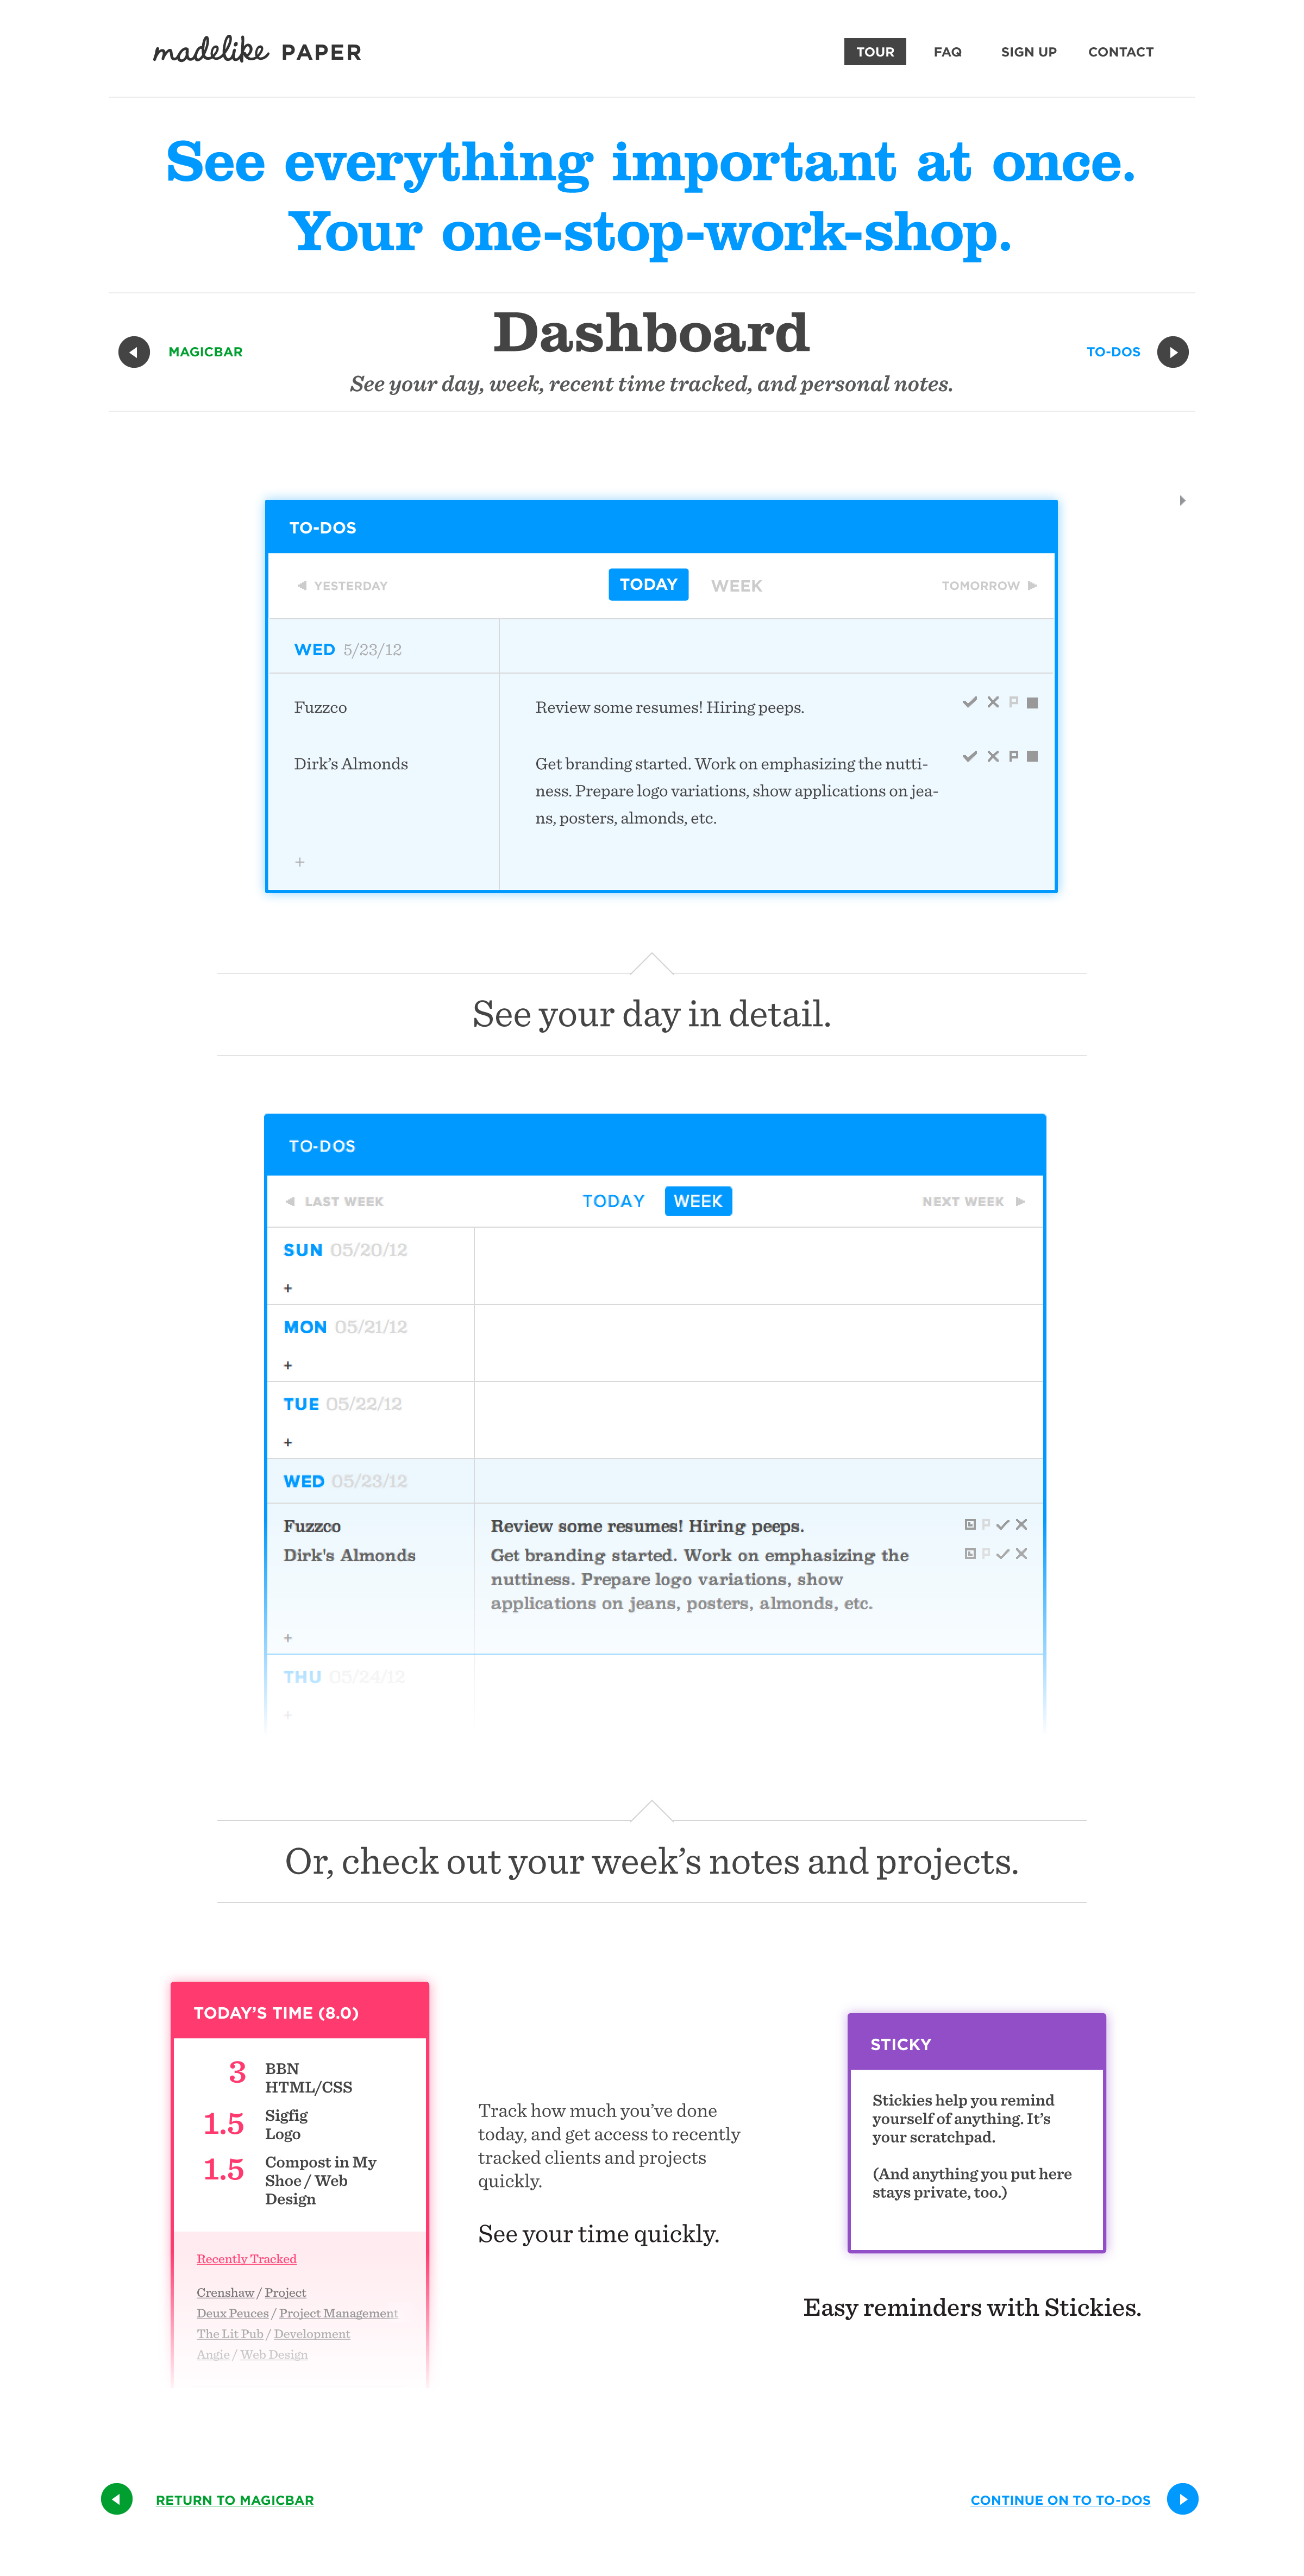 madelike PAPER
TOUR FAQ SIGN UP CONTACT
See everything important at once.
Your one-stop-work-shop.
MAGICBAR
Dashboard
TO-DOS
See your day, week, recent time tracked, and personal notes.
TO-DOS
YESTERDAY TODAY WEEK TOMORROW
WED 5/23/12
Fuzzco Review some resumes! Hiring peeps.
Dirk’s Almonds Get branding started. Work on emphasizing the nutti-
ness. Prepare logo variations, show applications on jea-
ns, posters, almonds, etc.
+
See your day in detail.
TO-DOS
LAST WEEK TODAY WEEK NEXT WEEK
SUN 05/20/12
+
MON 05/21/12
+
TUE 05/22/12
+
WED 05/23/12
Fuzzco Review some resumes! Hiring peeps.
Dirk's Almonds Get branding started. Work on emphasizing the
nuttiness. Prepare logo variations, show
applications on jeans, posters, almonds, etc.
+
THU 05/24/12
+
Or, check out your week’s notes and projects.
TODAY’S TIME (8.0)
3 BBN
HTML/CSS
1.5 Sigfig
Logo
1.5 Compost in My
Shoe / Web
Design
Recently Tracked
Crenshaw / Project
Deux Peuces / Project Management
The Lit Pub / Development
Angie / Web Design
Track how much you’ve done
today, and get access to recently
tracked clients and projects
quickly.
See your time quickly.
STICKY
Stickies help you remind
yourself of anything. It’s
your scratchpad.
(And anything you put here
stays private, too.)
Easy reminders with Stickies.
RETURN TO MAGICBAR
CONTINUE ON TO TO-DOS